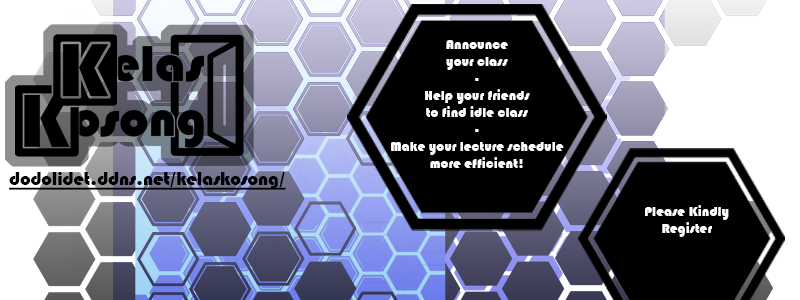 Kelas
Kosong
dodolidet.ddns.net/kelaskosong/
Announce
your class
-
Help your friends
to find idle class
-
Make your lecture schedule
more efficient!
Please Kindly
Register